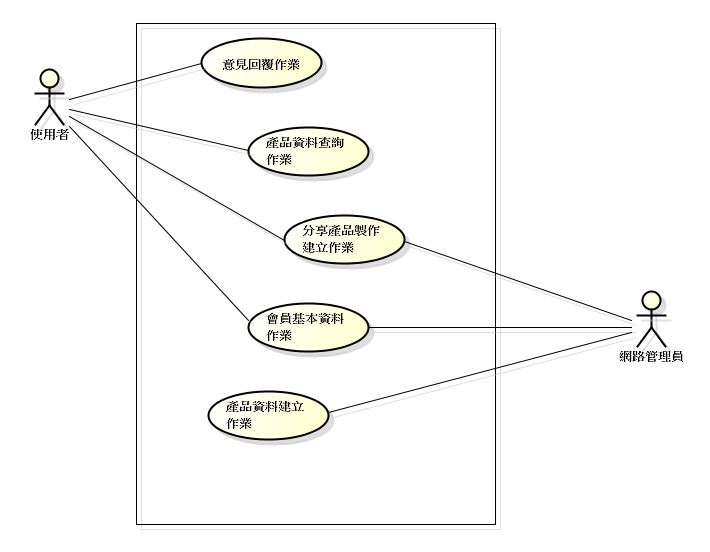 意見回覆作業
使用者
產品資料查詢
作業
分享產品製作
建立作業
會員基本資料
作業
網路管理員
產品資料建立
作業